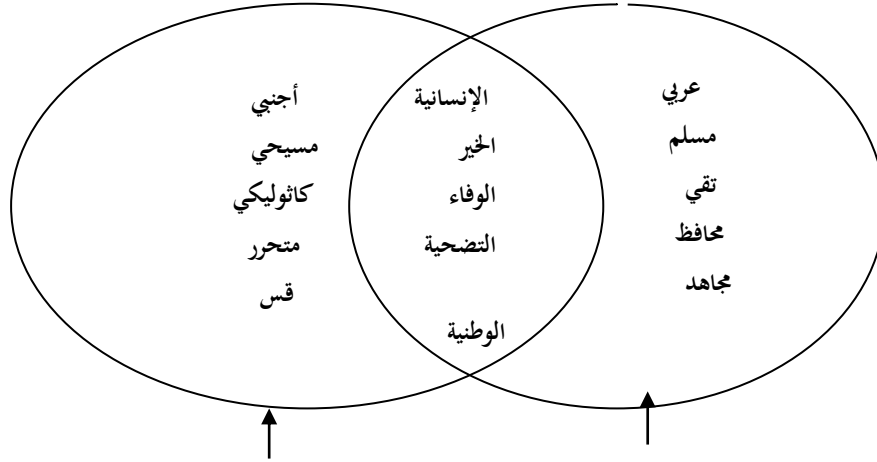 عربي
مسلم
تقي
محافظ
مجاهد
الإنسانية
الخير
الوفاء
التضحية
الوطنية
أجنبي
مسيحي
كاثوليكي
متحرر
قس